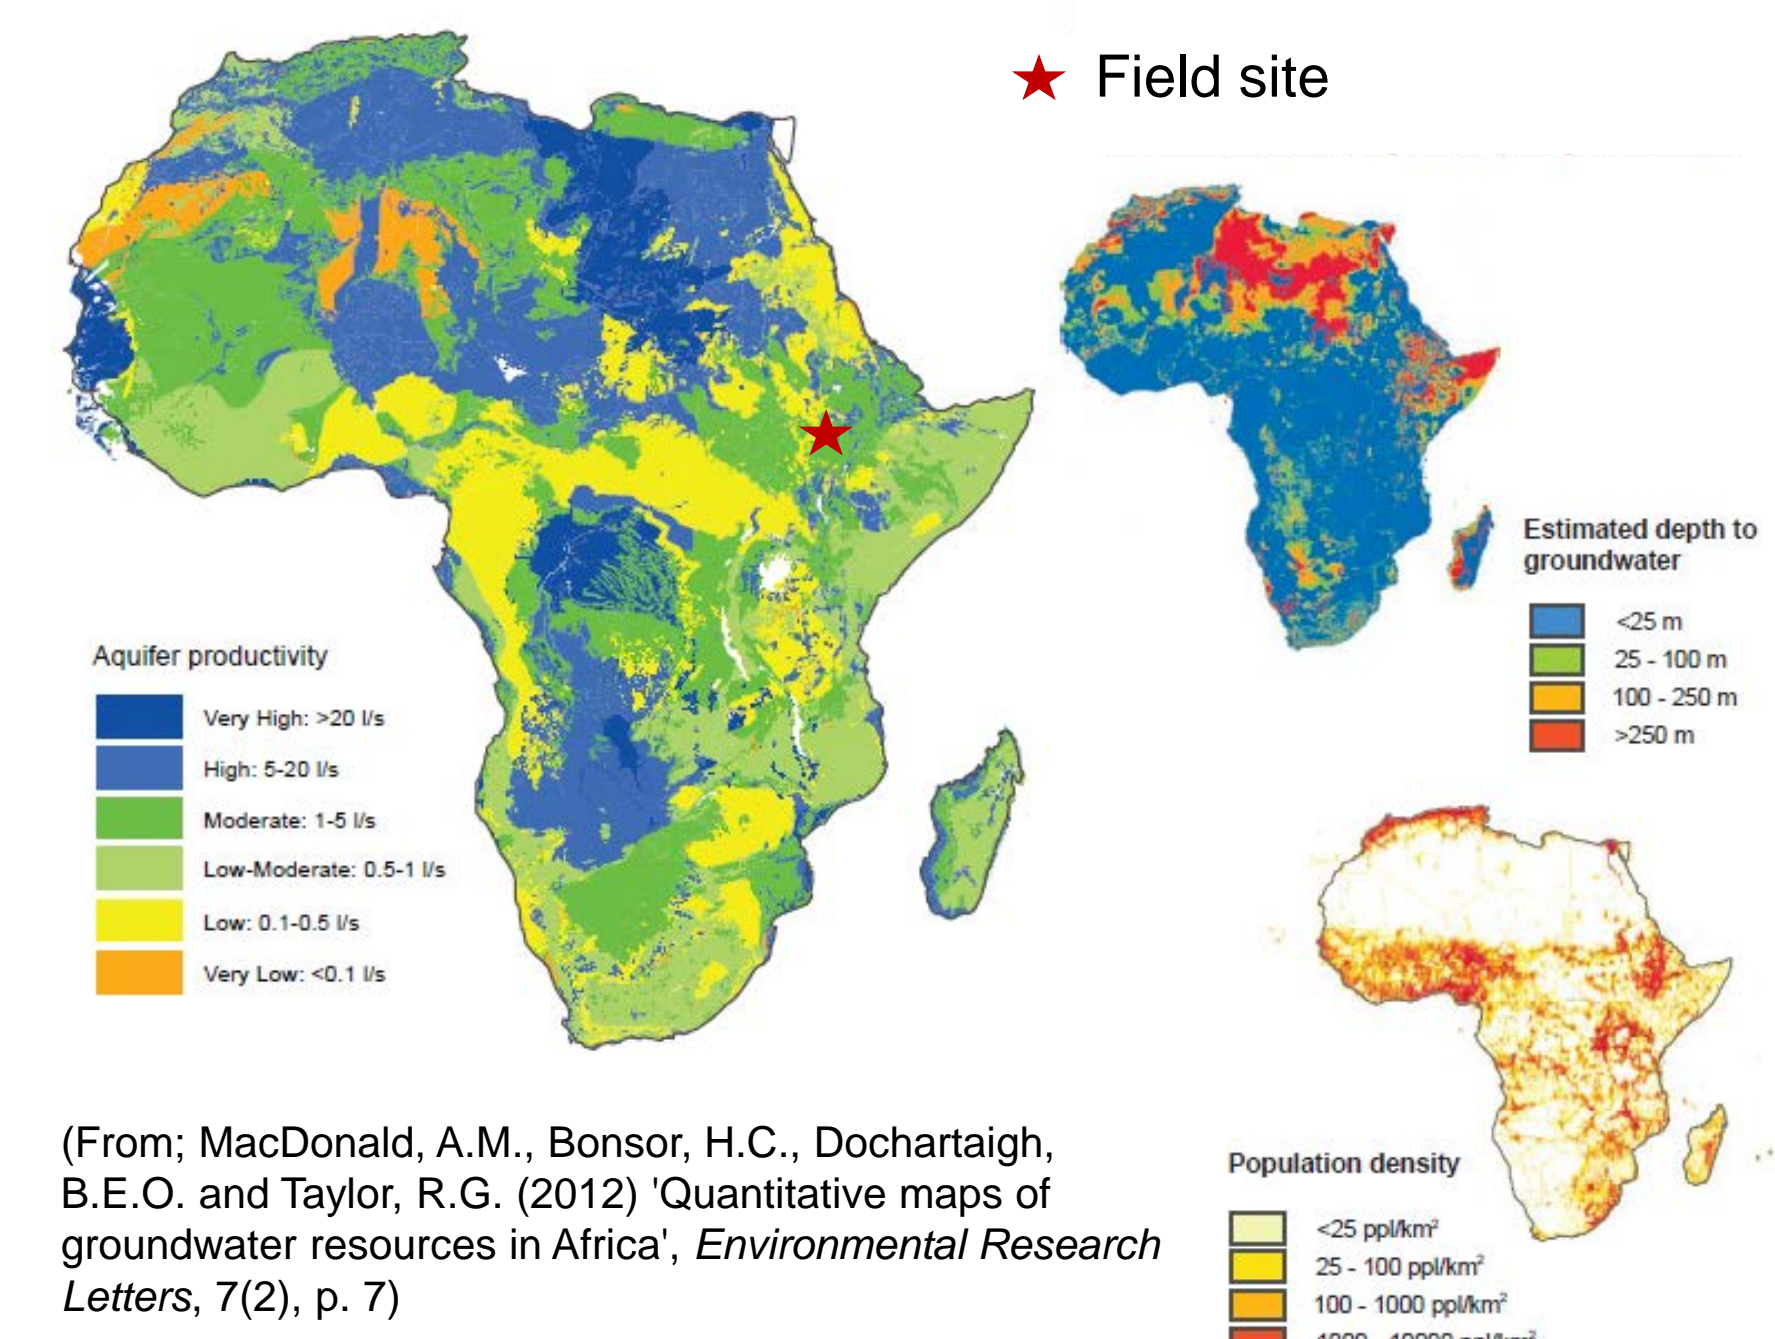 Field site
Estimated depth to
groundwater
<25 m
25 - 100 m
100 - 250 m
>250 m
Aquifer productivity
Very High: >20 l/s
High: 5-20 l/s
Moderate: 1-5 l/s
Low-Moderate: 0.5-1 l/s
Low: 0.1-0.5 l/s
Very Low: <0.1 l/s
(From; MacDonald, A.M., Bonsor, H.C., Dochartaigh,
B.E.O. and Taylor, R.G. (2012) 'Quantitative maps of
groundwater resources in Africa', Environmental Research
Letters, 7(2), p. 7)
Population density
<25 ppl/km²
25 - 100 ppl/km²
100 - 1000 ppl/km²